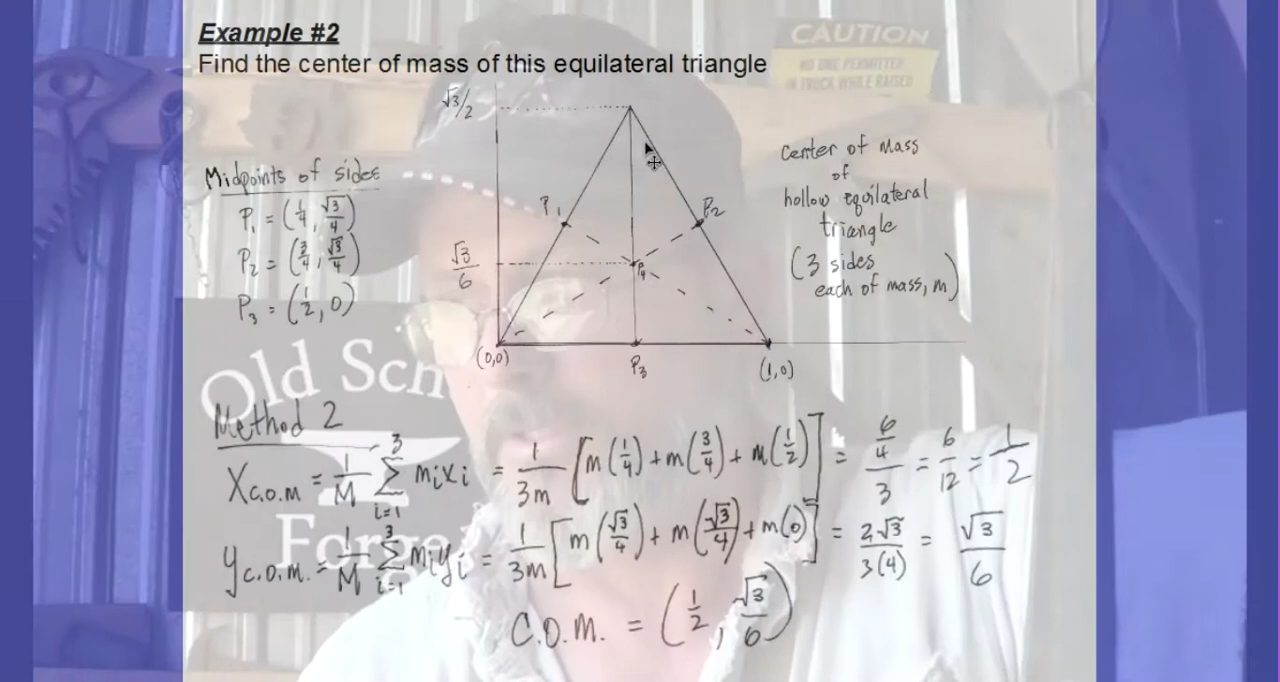 Example #2
Find the center of mass of this equilateral triangle
CAUTION
NO ONE PERMITTED
IN TRUCK WHILE RAISED
√3/2
Midpoints of sides
P₁ = (1/4, √3/4)
P₂ = (3/4, √3/4)
P₃ = (1/2, 0)
P₁
P₂
√3/6
P₄
(0,0)
P₃
(1,0)
center of mass
of
hollow equilateral
triangle
(3 sides
each of mass, m)
Old Sch
Forge
Method 2
X_C.O.M = 1/M Σ_{i=1}^{3} mᵢxᵢ = 1/3m [m(1/4) + m(3/4) + m(1/2)] = (6/4)/3 = 6/12 = 1/2
y_C.O.M. = 1/M Σ_{i=1}^{3} mᵢyᵢ = 1/3m [m(√3/4) + m(√3/4) + m(0)] = 2√3/3(4) = √3/6
C.O.M. = (1/2, √3/6)